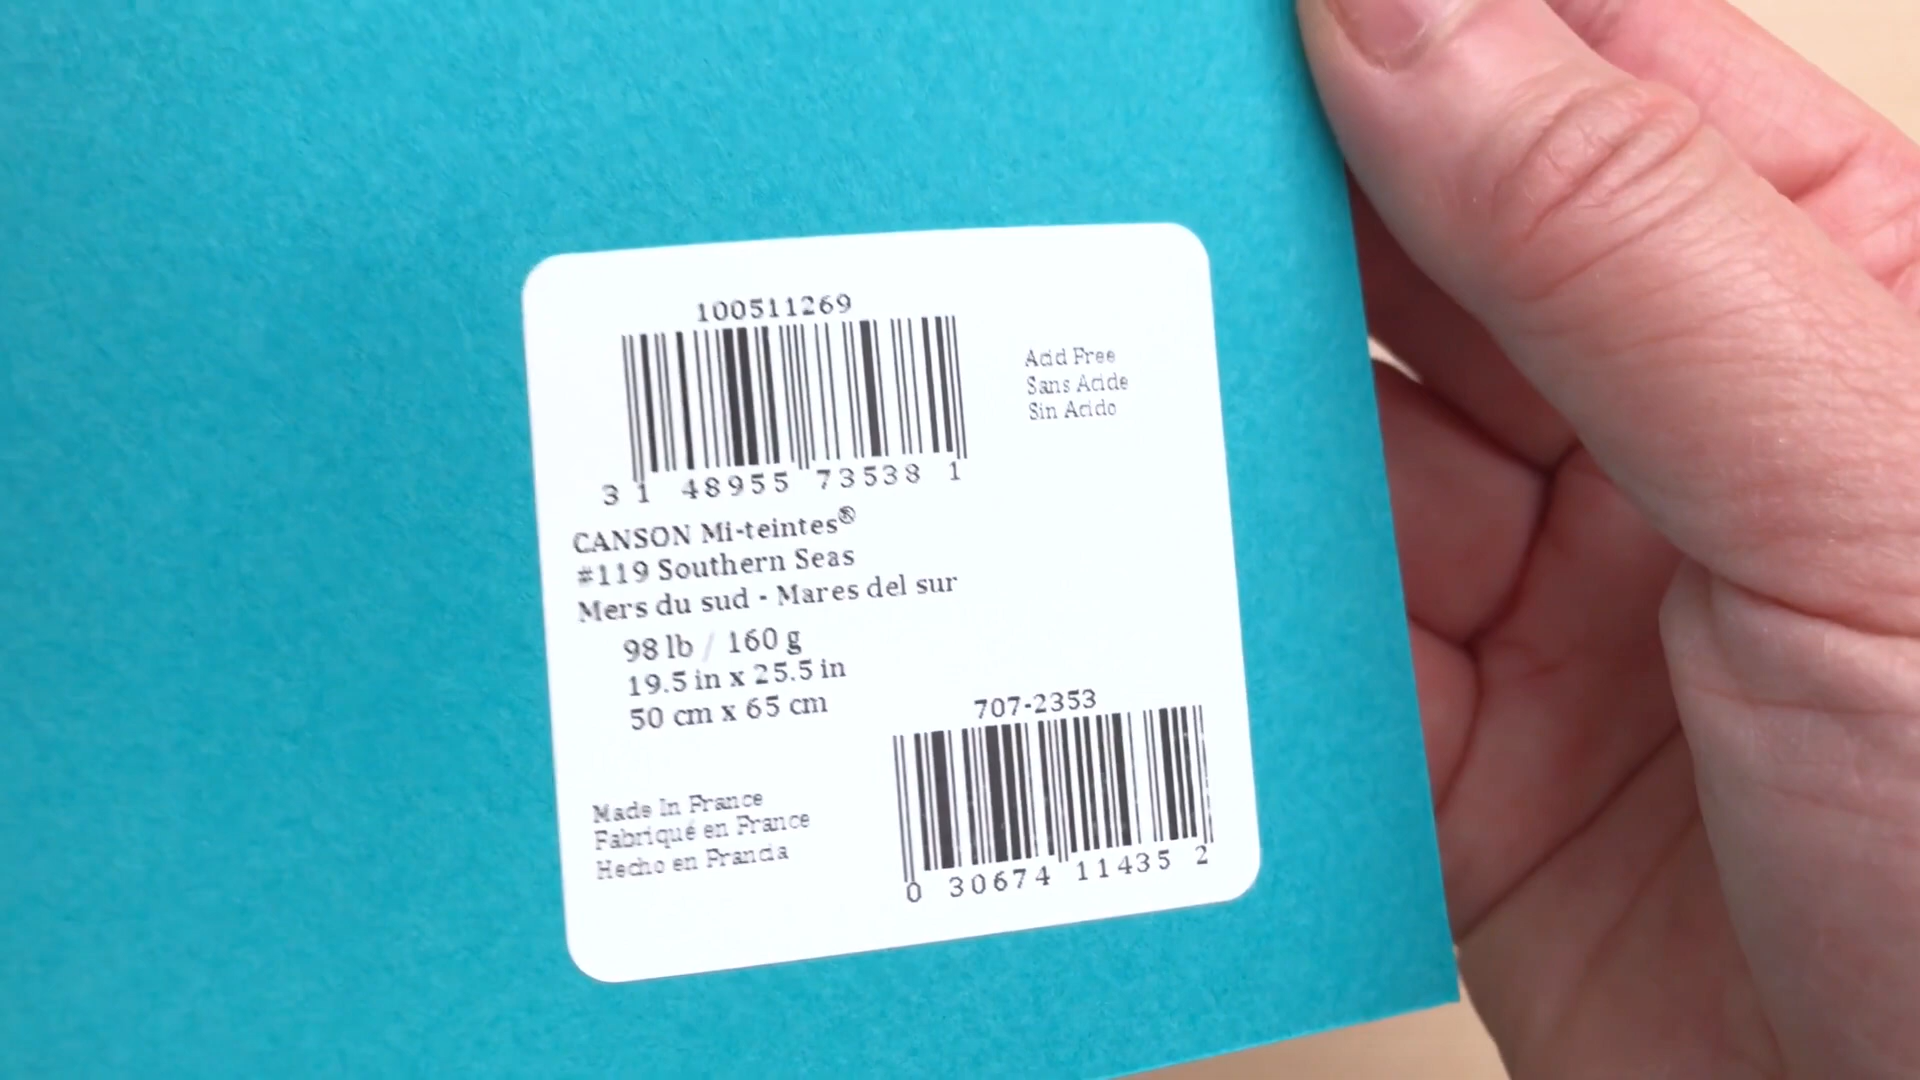 100511269
Acid Free
Sans Acide
Sin Acido
3 1 48955 73538 1
CANSON Mi-teintes®
#119 Southern Seas
Mers du sud - Mares del sur
98 lb / 160 g
19.5 in x 25.5 in
50 cm x 65 cm
707-2353
Made In France
Fabriqué en France
Hecho en Francia
0 30674 11435 2